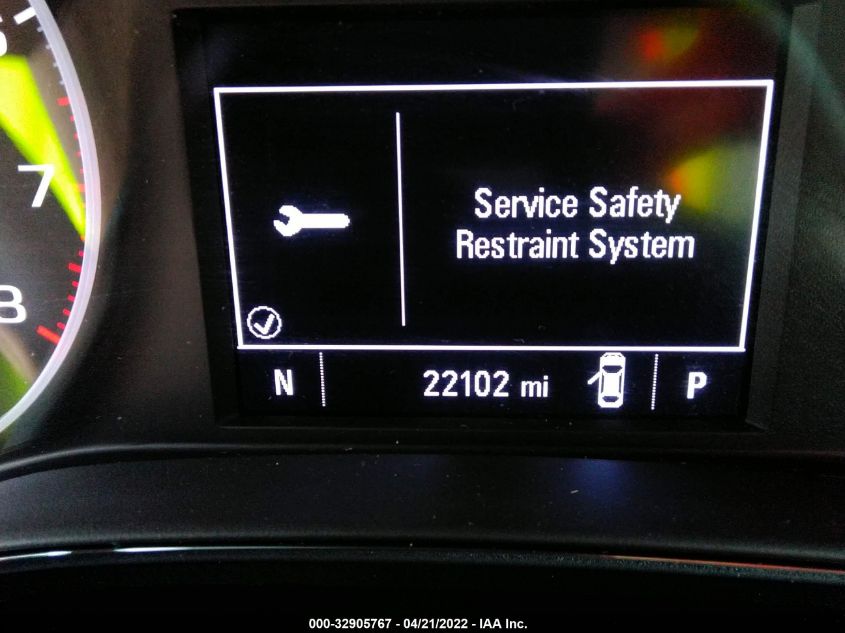 7
8
Service Safety
Restraint System
N 22102 mi P
000-32905767 - 04/21/2022 - IAA Inc.